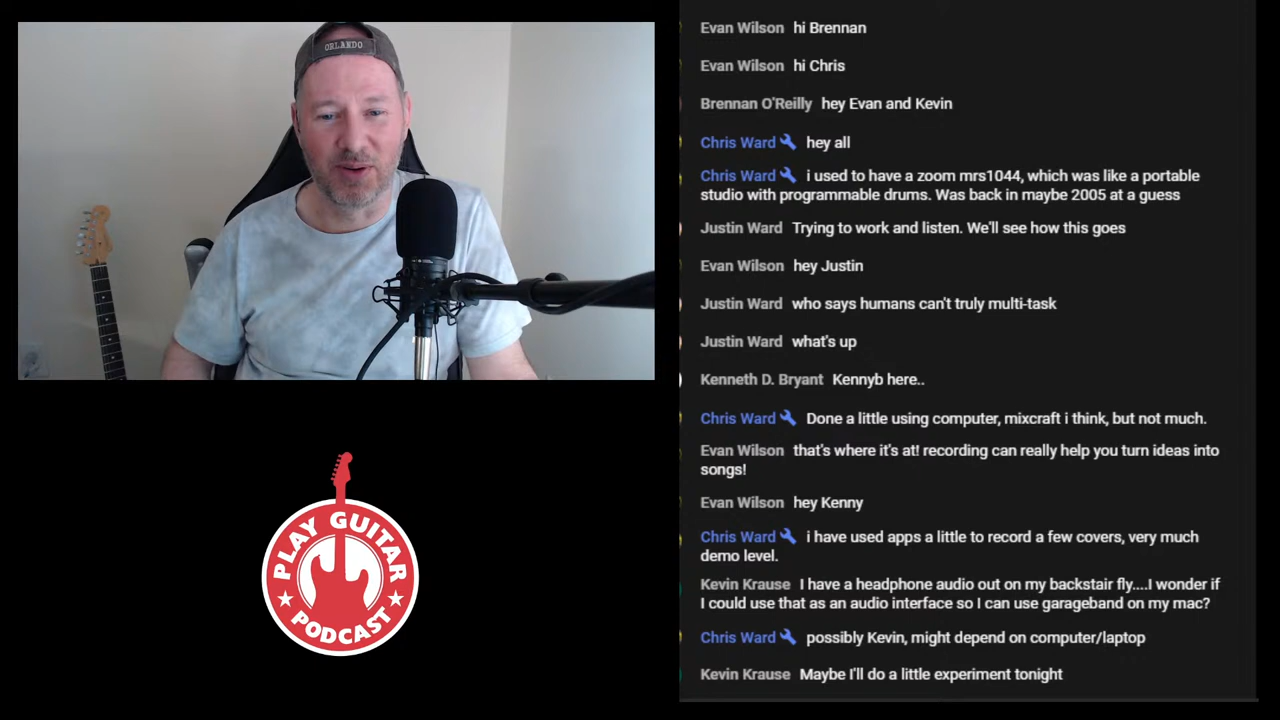 ORLANDO
PLAY GUITAR
PODCAST
Evan Wilson hi Brennan
Evan Wilson hi Chris
Brennan O'Reilly hey Evan and Kevin
Chris Ward hey all
Chris Ward i used to have a zoom mrs1044, which was like a portable
studio with programmable drums. Was back in maybe 2005 at a guess
Justin Ward Trying to work and listen. We'll see how this goes
Evan Wilson hey Justin
Justin Ward who says humans can't truly multi-task
Justin Ward what's up
Kenneth D. Bryant Kennyb here..
Chris Ward Done a little using computer, mixcraft i think, but not much.
Evan Wilson that's where it's at! recording can really help you turn ideas into
songs!
Evan Wilson hey Kenny
Chris Ward i have used apps a little to record a few covers, very much
demo level.
Kevin Krause I have a headphone audio out on my backstair fly....I wonder if
I could use that as an audio interface so I can use garageband on my mac?
Chris Ward possibly Kevin, might depend on computer/laptop
Kevin Krause Maybe I'll do a little experiment tonight